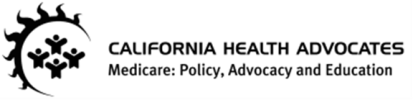 CALIFORNIA HEALTH ADVOCATES
Medicare: Policy, Advocacy and Education